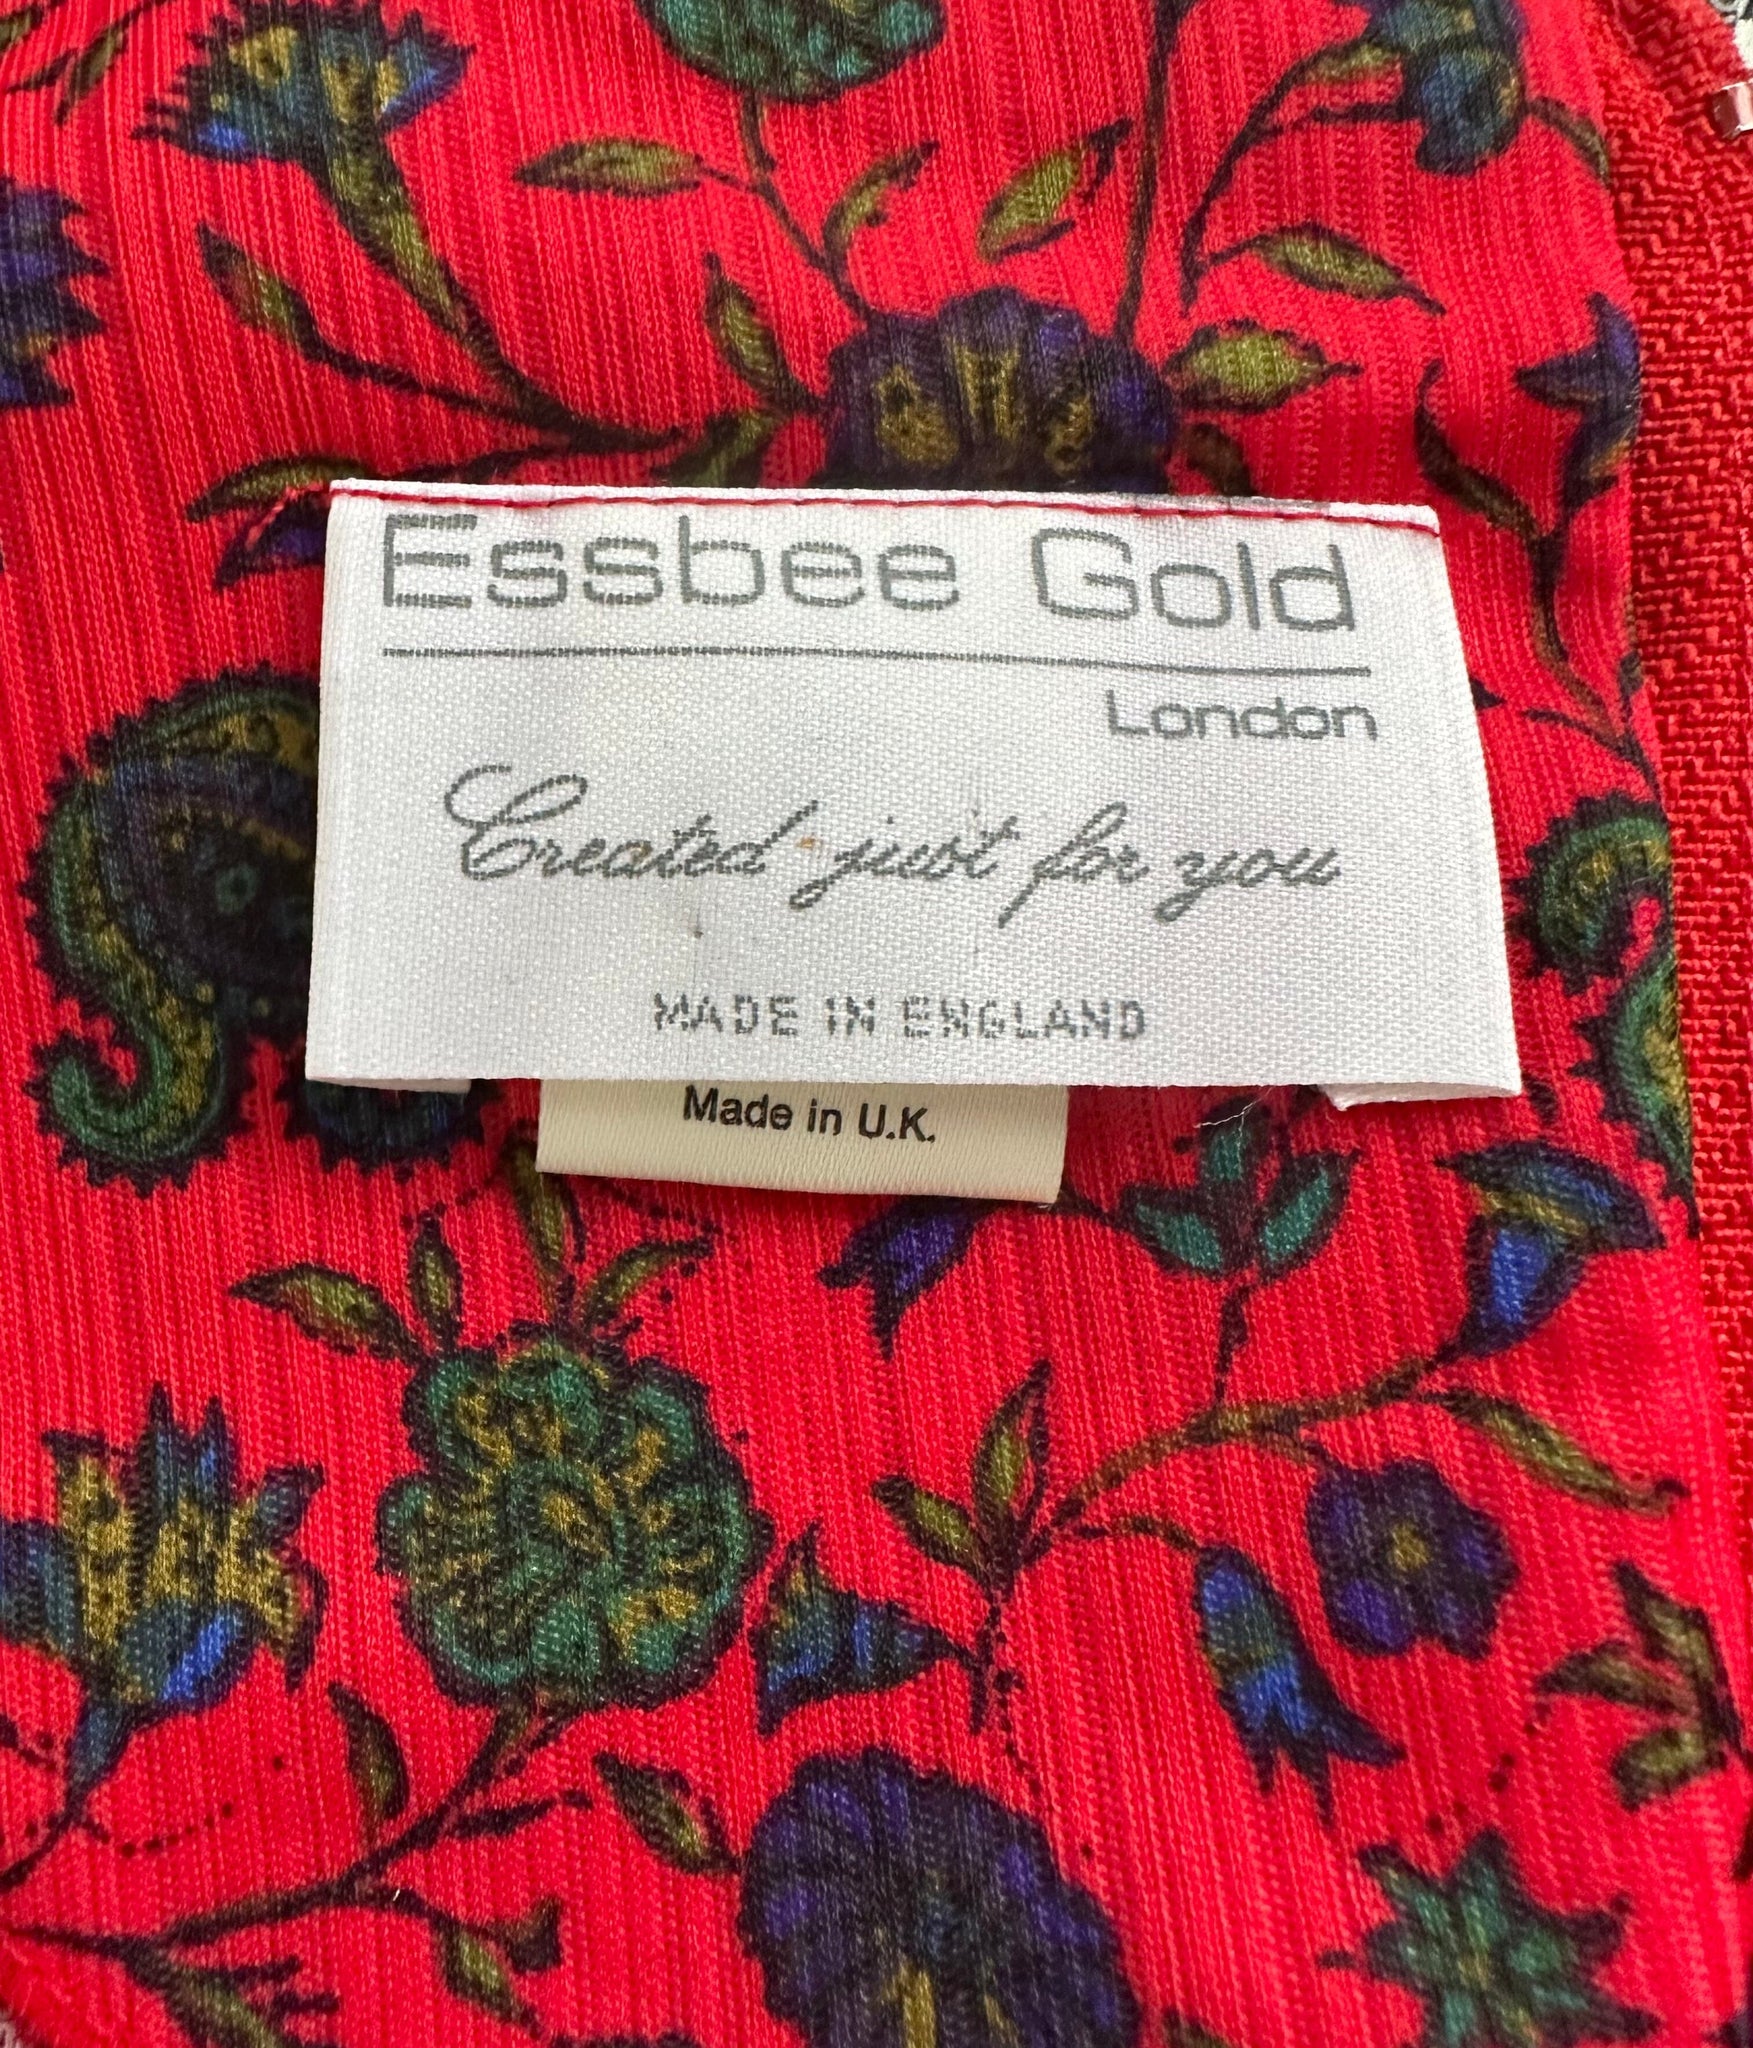 Essbee Gold
London
Created just for you
MADE IN ENGLAND
Made in U.K.